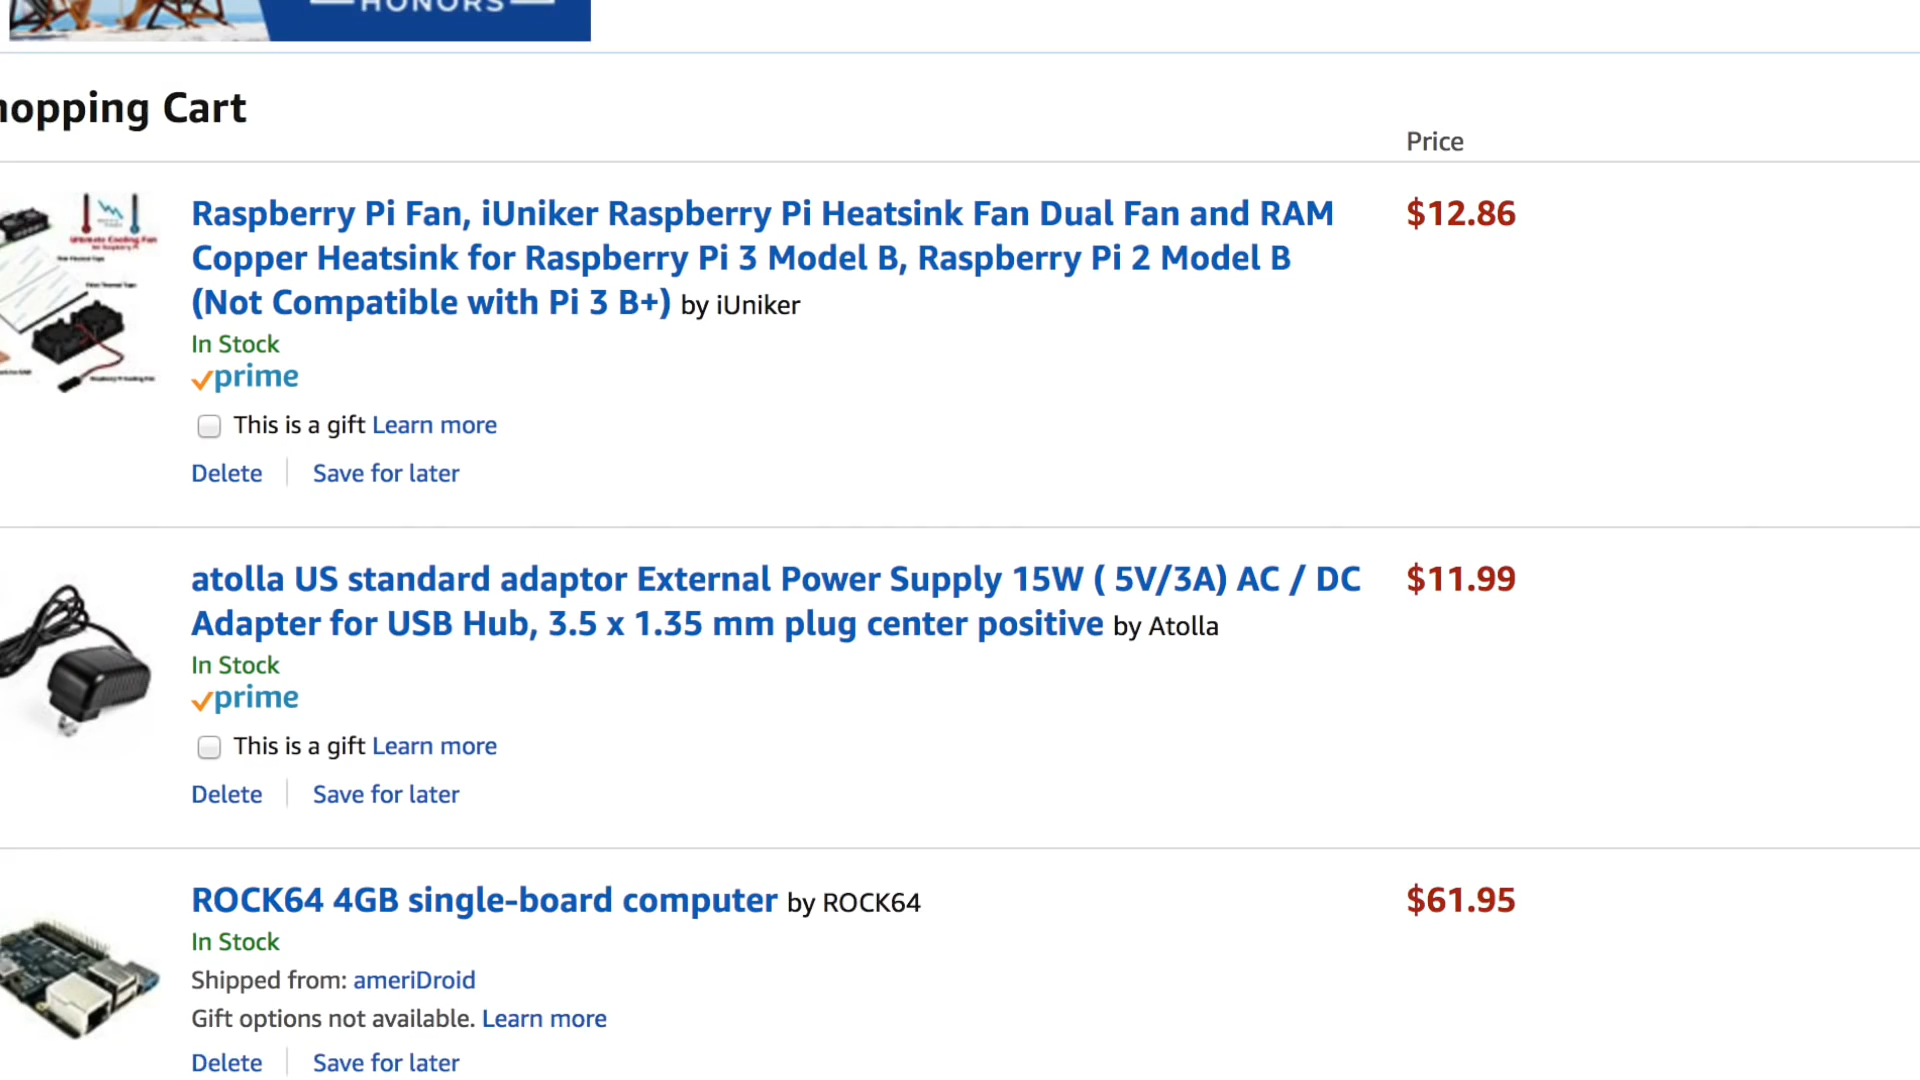 HONORS
hopping Cart
Price
Raspberry Pi Fan, iUniker Raspberry Pi Heatsink Fan Dual Fan and RAM $12.86
Copper Heatsink for Raspberry Pi 3 Model B, Raspberry Pi 2 Model B
(Not Compatible with Pi 3 B+) by iUniker
In Stock
prime
This is a gift Learn more
Delete Save for later
atolla US standard adaptor External Power Supply 15W ( 5V/3A) AC / DC $11.99
Adapter for USB Hub, 3.5 x 1.35 mm plug center positive by Atolla
In Stock
prime
This is a gift Learn more
Delete Save for later
ROCK64 4GB single-board computer by ROCK64 $61.95
In Stock
Shipped from: ameriDroid
Gift options not available. Learn more
Delete Save for later